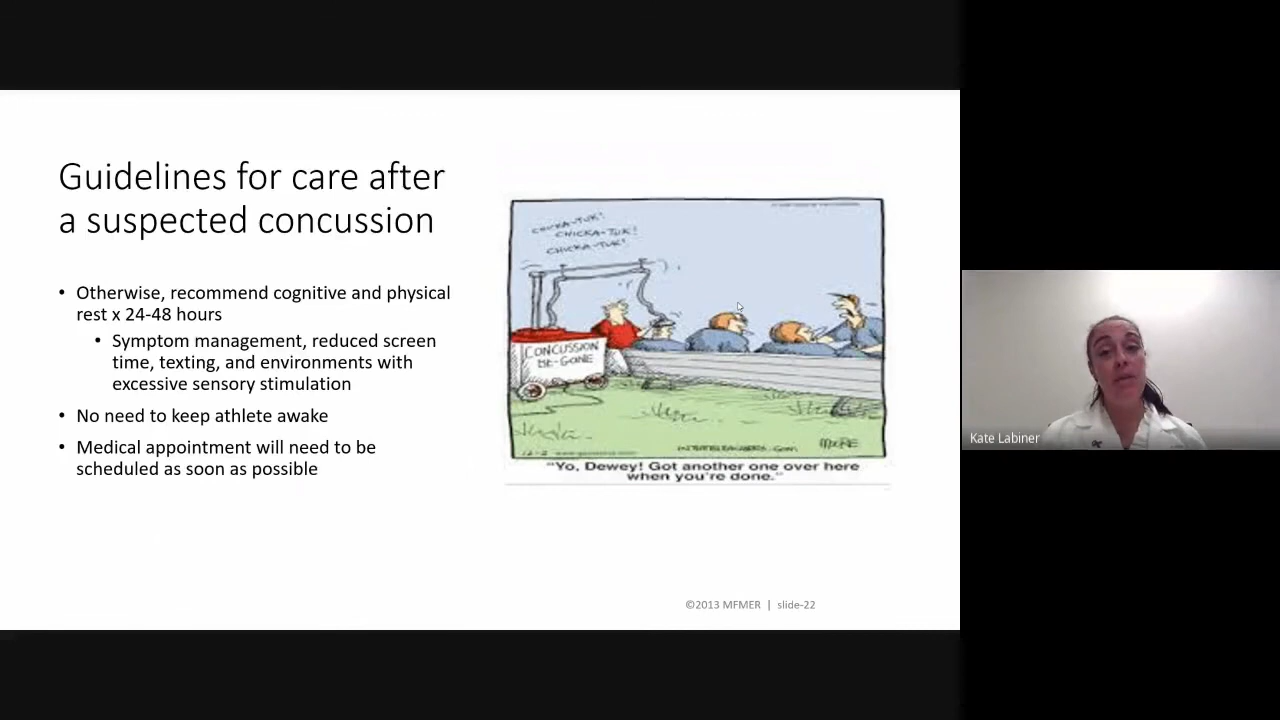 Guidelines for care after
a suspected concussion
• Otherwise, recommend cognitive and physical
rest x 24-48 hours
• Symptom management, reduced screen
time, texting, and environments with
excessive sensory stimulation
• No need to keep athlete awake
• Medical appointment will need to be
scheduled as soon as possible
CHICKA-TUK!
CHICKA-TUK!
CHICKA-TUK!
CONCUSSION
BE-GONE
MOORE
"Yo, Dewey! Got another one over here
when you're done."
©2013 MFMER | slide-22
Kate Labiner